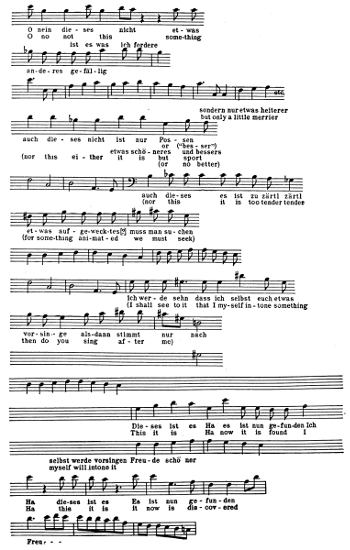 O nein die - ses nicht et - was
O no not this some-thing
ist es was ich fordere
an - de - res ge - fäl - lig
etc.
sondern nur etwas heiterer
but only a little merrier
auch die - ses nicht ist nur Pos - sen
or ("bes - ser")
etwas schö - neres und bessers
(nor this ei - ther it is but sport
(or no better)
auch die - ses es ist zu zärtl zärtl
(nor this it is too tender tender
et - was auf - ge-weck-tes[?] muss man su - chen
(for some-thing ani-mat - ed we must seek)
Ich wer - de sehn dass ich selbst euch etwas
(I shall see to it that I my-self in - tone something
vor - sin - ge als-dann stimmt nur nach
then do you sing af - ter me)
Die - ses ist es Ha es ist nun ge-fun-den Ich
This it is Ha now it is found I
selbst werde vorsingen Freu - de schö ner
myself will intone it
Ha die-ses ist es Es ist nun ge - fun - den
Ha this it is it now is dis - cov - ered
Freu - - -